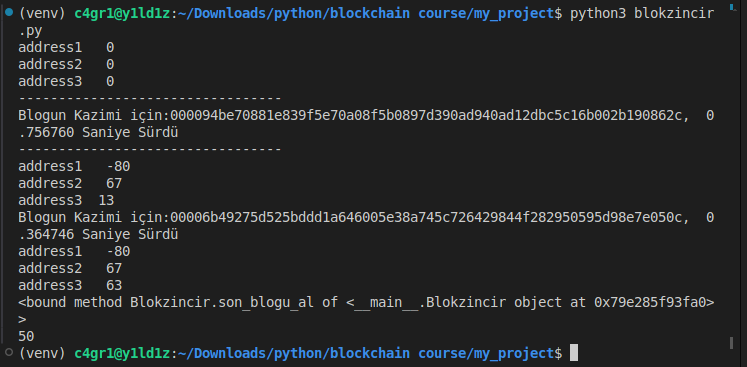 (venv) c4gr1@y1ld1z:~/Downloads/python/blockchain course/my_project$ python3 blokzincir
.py
address1   0
address2   0
address3   0
--------------------------------
Blogun Kazimi için:000094be70881e839f5e70a08f5b0897d390ad940ad12dbc5c16b002b190862c,  0
.756760 Saniye Sürdü
--------------------------------
address1   -80
address2   67
address3  13
Blogun Kazimi için:00006b49275d525bddd1a646005e38a745c726429844f282950595d98e7e050c,  0
.364746 Saniye Sürdü
address1   -80
address2   67
address3   63
<bound method Blokzincir.son_blogu_al of <__main__.Blokzincir object at 0x79e285f93fa0>
>
50
(venv) c4gr1@y1ld1z:~/Downloads/python/blockchain course/my_project$